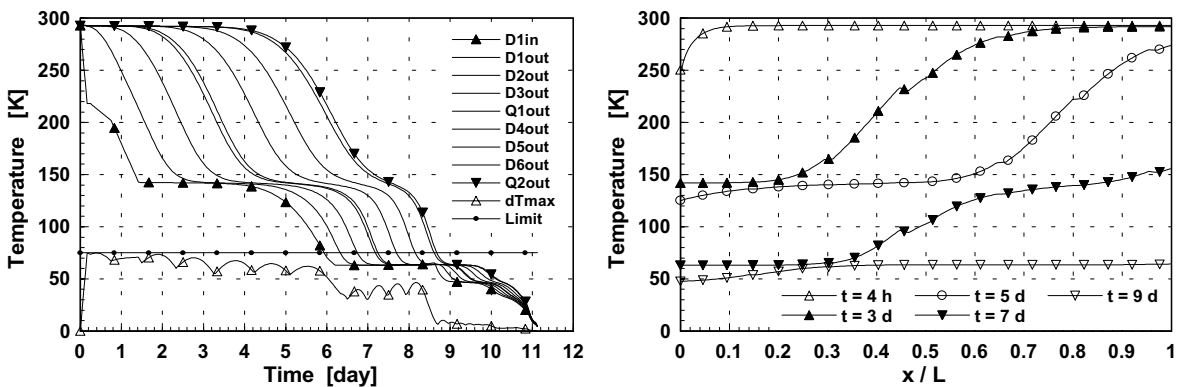 Temperature [K]
300
250
200
150
100
50
0
0 1 2 3 4 5 6 7 8 9 10 11 12
Time [day]
D1in
D1out
D2out
D3out
Q1out
D4out
D5out
D6out
Q2out
dTmax
Limit
Temperature [K]
300
250
200
150
100
50
0
0 0.1 0.2 0.3 0.4 0.5 0.6 0.7 0.8 0.9 1
x / L
t = 4 h t = 5 d t = 9 d
t = 3 d t = 7 d